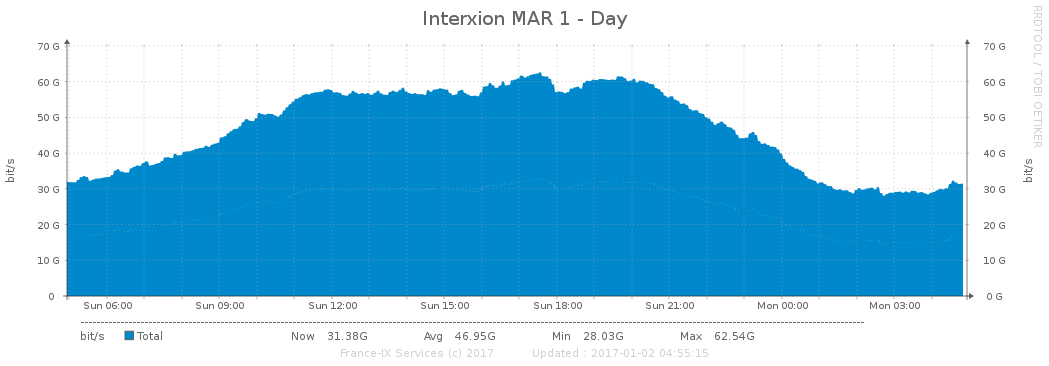 Interxion MAR 1 - Day
RRDTOOL / TOBI OETIKER
70 G 70 G
60 G 60 G
50 G 50 G
40 G 40 G
30 G 30 G
20 G 20 G
10 G 10 G
0 0 G
bit/s
bit/s
Sun 06:00 Sun 09:00 Sun 12:00 Sun 15:00 Sun 18:00 Sun 21:00 Mon 00:00 Mon 03:00
bit/s Total Now 31.38G Avg 46.95G Min 28.03G Max 62.54G
France-IX Services (c) 2017 Updated : 2017-01-02 04:55:15